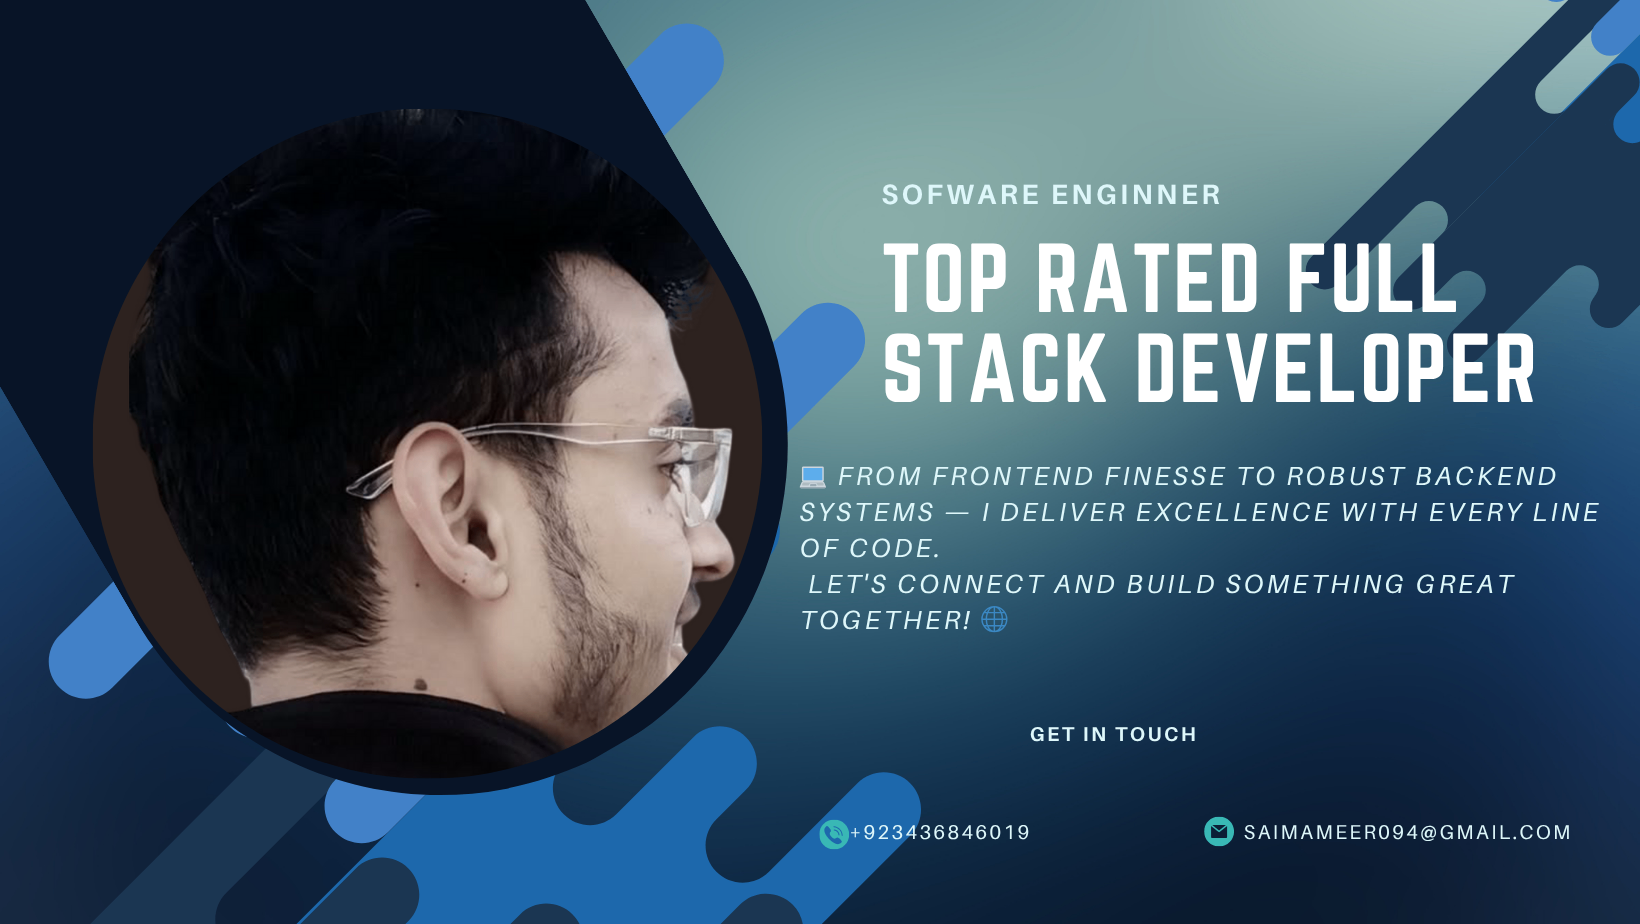 SOFWARE ENGINNER
TOP RATED FULL
STACK DEVELOPER
💻 FROM FRONTEND FINESSE TO ROBUST BACKEND
SYSTEMS — I DELIVER EXCELLENCE WITH EVERY LINE
OF CODE.
LET'S CONNECT AND BUILD SOMETHING GREAT
TOGETHER! 🌐
GET IN TOUCH
+923436846019
SAIMAMEER094@GMAIL.COM